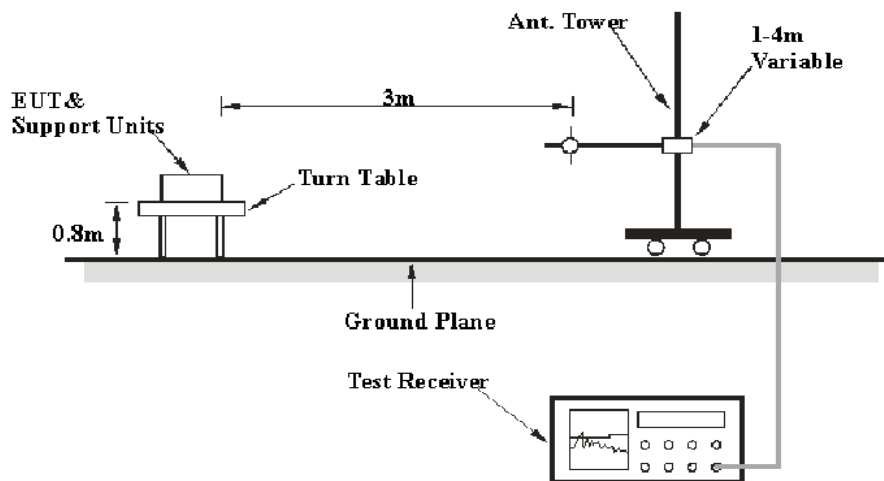 Ant. Tower
1-4m
Variable
3m
EUT&
Support Units
Turn Table
0.8m
Ground Plane
Test Receiver